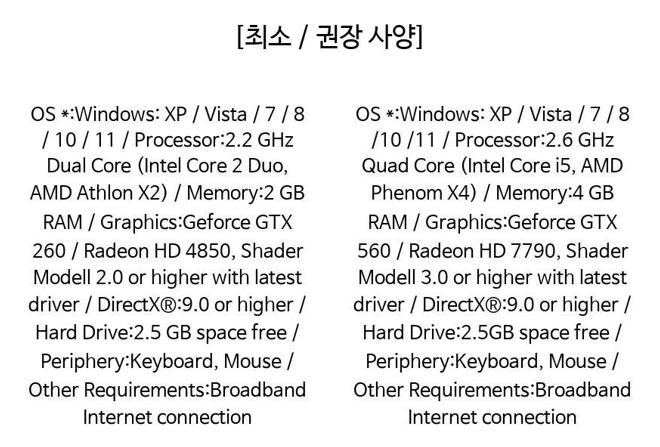 [최소 / 권장 사양]
OS *:Windows: XP / Vista / 7 / 8
/ 10 / 11 / Processor:2.2 GHz
Dual Core (Intel Core 2 Duo,
AMD Athlon X2) / Memory:2 GB
RAM / Graphics:Geforce GTX
260 / Radeon HD 4850, Shader
Modell 2.0 or higher with latest
driver / DirectX®:9.0 or higher /
Hard Drive:2.5 GB space free /
Periphery:Keyboard, Mouse /
Other Requirements:Broadband
Internet connection
OS *:Windows: XP / Vista / 7 / 8
/10 /11 / Processor:2.6 GHz
Quad Core (Intel Core i5, AMD
Phenom X4) / Memory:4 GB
RAM / Graphics:Geforce GTX
560 / Radeon HD 7790, Shader
Modell 3.0 or higher with latest
driver / DirectX®:9.0 or higher /
Hard Drive:2.5GB space free /
Periphery:Keyboard, Mouse /
Other Requirements:Broadband
Internet connection